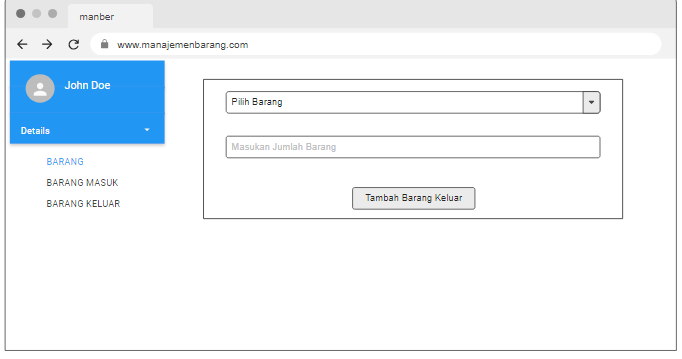 manber
www.manajemenbarang.com
John Doe
Details
BARANG
BARANG MASUK
BARANG KELUAR
Pilih Barang
Masukan Jumlah Barang
Tambah Barang Keluar